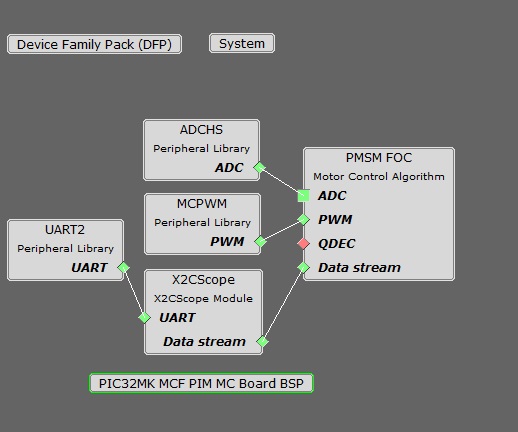 Device Family Pack (DFP)
System
ADCHS
Peripheral Library
ADC
MCPWM
Peripheral Library
PWM
PMSM FOC
Motor Control Algorithm
ADC
PWM
QDEC
Data stream
UART2
Peripheral Library
UART
X2CScope
X2CScope Module
UART
Data stream
PIC32MK MCF PIM MC Board BSP